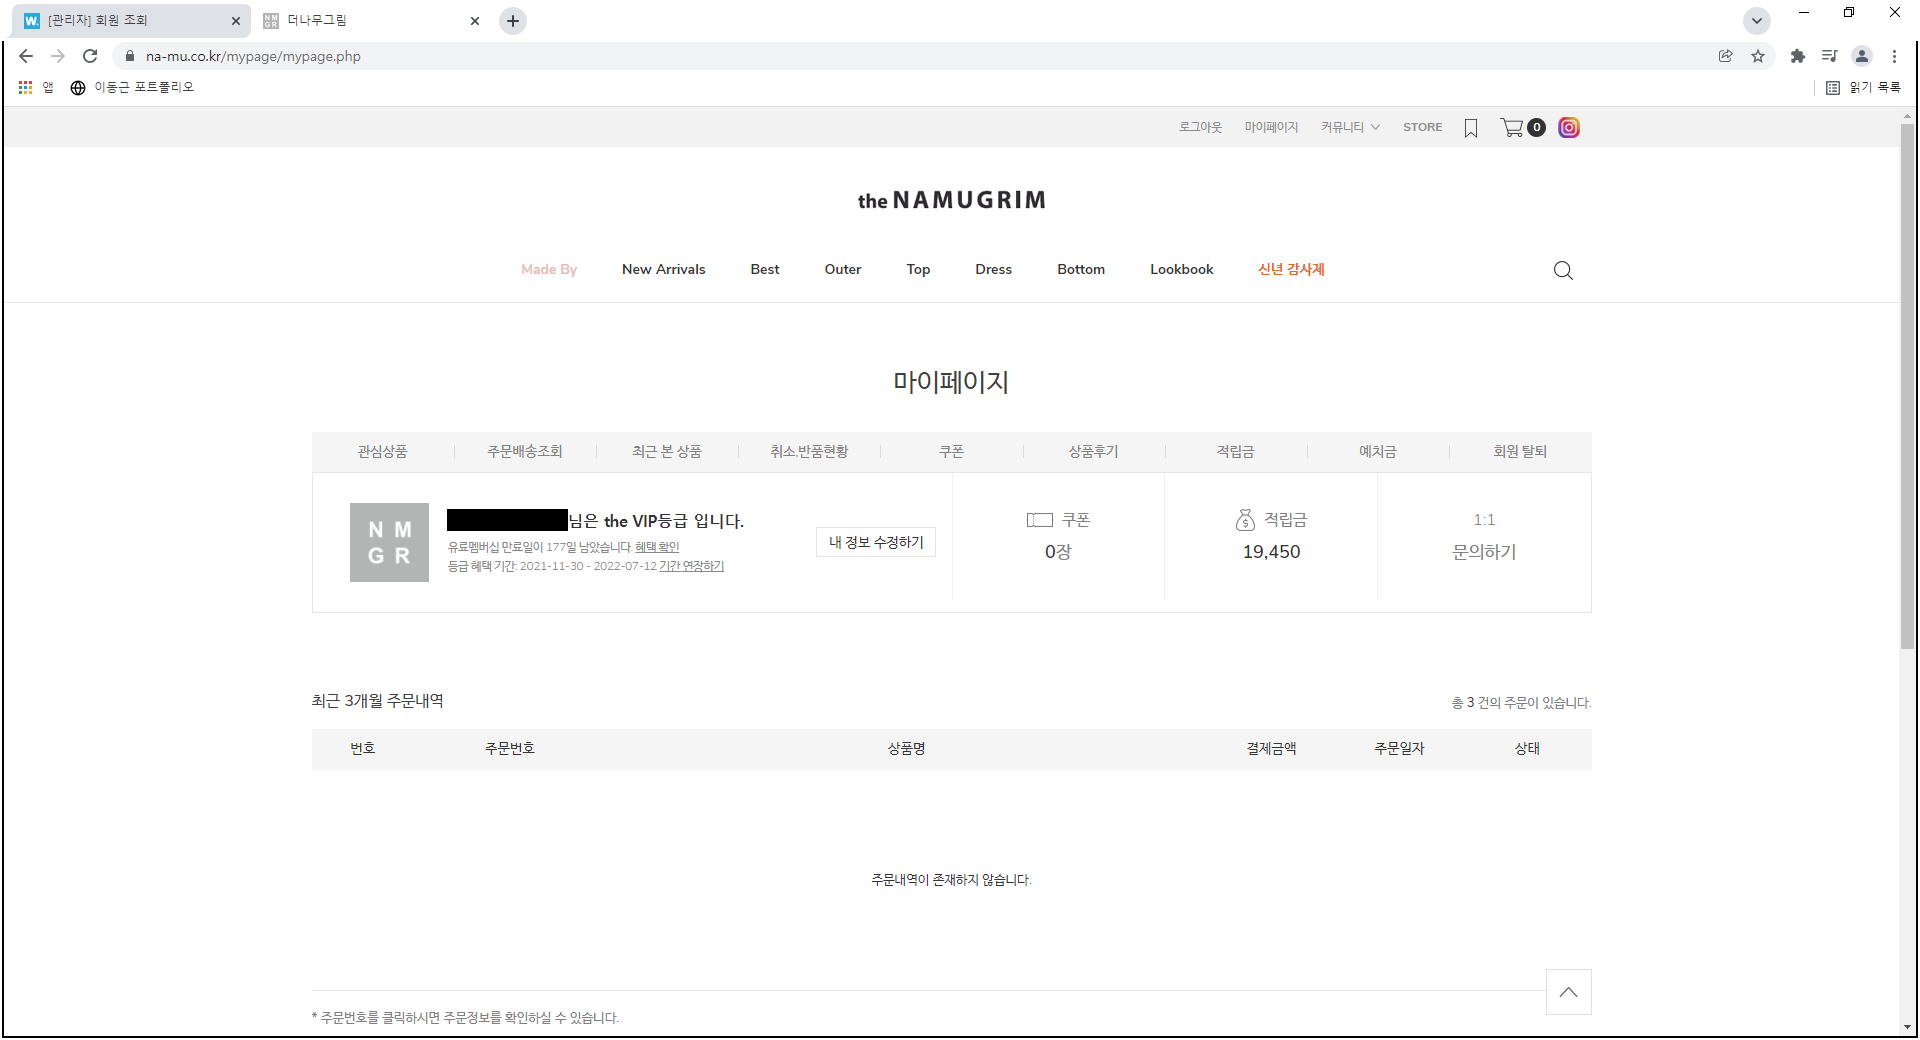 [관리자] 회원 조회
더나무그림
na-mu.co.kr/mypage/mypage.php
앱
이동근 포트폴리오
읽기 목록
로그아웃 마이페이지 커뮤니티 STORE 0
the NAMUGRIM
Made By New Arrivals Best Outer Top Dress Bottom Lookbook 신년 감사제
마이페이지
관심상품 주문배송조회 최근 본 상품 취소.반품현황 쿠폰 상품후기 적립금 예치금 회원 탈퇴
N M
G R
님은 the VIP등급 입니다.
유료멤버십 만료일이 177일 남았습니다. 혜택 확인
등급 혜택 기간: 2021-11-30 - 2022-07-12 기간 연장하기
내 정보 수정하기
쿠폰
0장
적립금
19,450
1:1
문의하기
최근 3개월 주문내역
총 3 건의 주문이 있습니다.
번호 주문번호 상품명 결제금액 주문일자 상태
주문내역이 존재하지 않습니다.
* 주문번호를 클릭하시면 주문정보를 확인하실 수 있습니다.